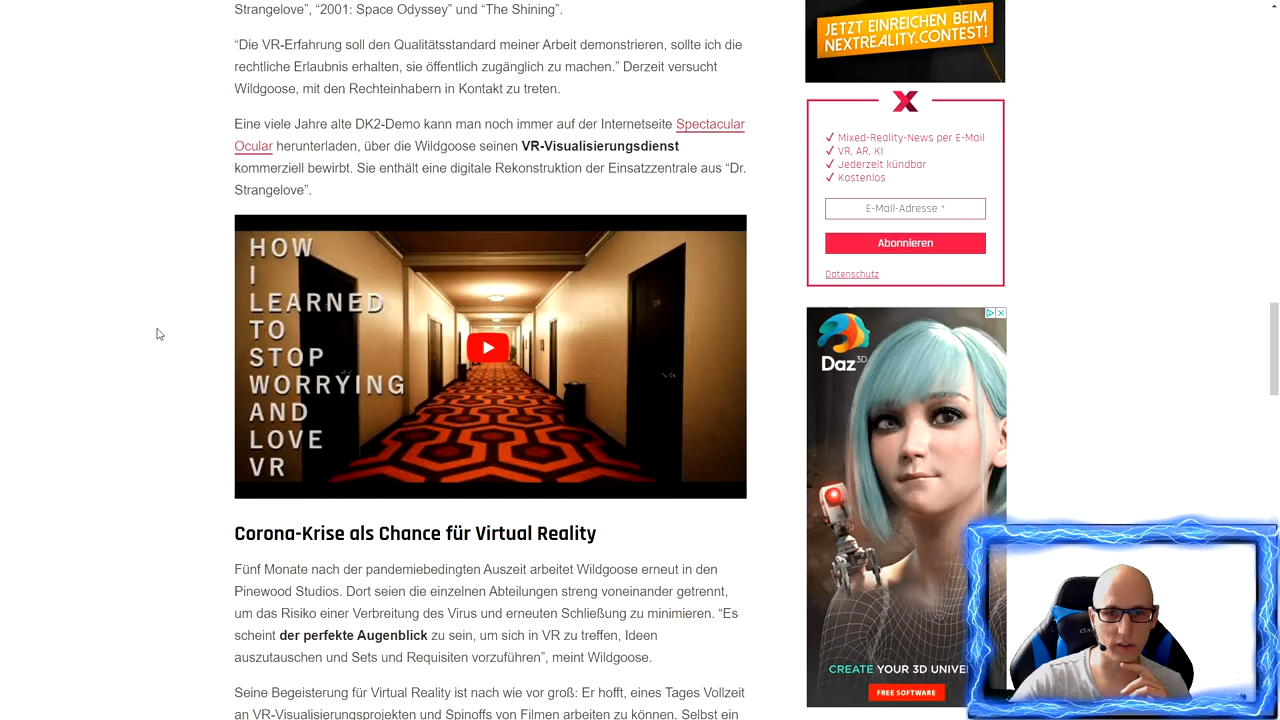 Strangelove”, “2001: Space Odyssey” und “The Shining”.
“Die VR-Erfahrung soll den Qualitätsstandard meiner Arbeit demonstrieren, sollte ich die
rechtliche Erlaubnis erhalten, sie öffentlich zugänglich zu machen.” Derzeit versucht
Wildgoose, mit den Rechteinhabern in Kontakt zu treten.
Eine viele Jahre alte DK2-Demo kann man noch immer auf der Internetseite Spectacular
Ocular herunterladen, über die Wildgoose seinen VR-Visualisierungsdienst
kommerziell bewirbt. Sie enthält eine digitale Rekonstruktion der Einsatzzentrale aus “Dr.
Strangelove”.
HOW
I
LEARNED
TO
STOP
WORRYING
AND
LOVE
VR
Corona-Krise als Chance für Virtual Reality
Fünf Monate nach der pandemiebedingten Auszeit arbeitet Wildgoose erneut in den
Pinewood Studios. Dort seien die einzelnen Abteilungen streng voneinander getrennt,
um das Risiko einer Verbreitung des Virus und erneuten Schließung zu minimieren. “Es
scheint der perfekte Augenblick zu sein, um sich in VR zu treffen, Ideen
auszutauschen und Sets und Requisiten vorzuführen”, meint Wildgoose.
Seine Begeisterung für Virtual Reality ist nach wie vor groß: Er hofft, eines Tages Vollzeit
an VR-Visualisierungsprojekten und Spinoffs von Filmen arbeiten zu können. Selbst ein
JETZT EINREICHEN BEIM
NEXTREALITY.CONTEST!
X
✓ Mixed-Reality-News per E-Mail
✓ VR, AR, KI
✓ Jederzeit kündbar
✓ Kostenlos
E-Mail-Adresse *
Abonnieren
Datenschutz
Daz 3D
CREATE YOUR 3D UNIVE
FREE SOFTWARE